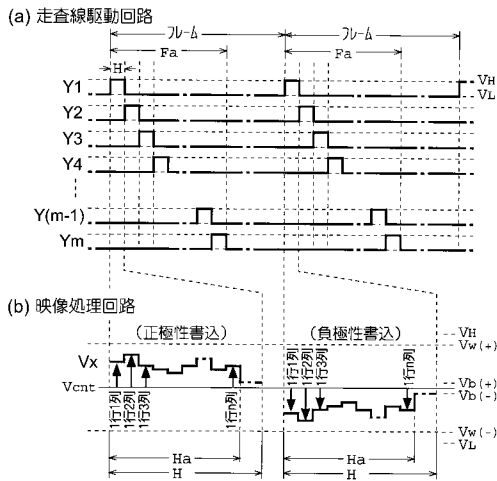 (a) 走査線駆動回路
フレーム フレーム
Fa Fa
H
Y1 VH
VL
Y2
Y3
Y4
Y(m-1)
Ym
(b) 映像処理回路
(正極性書込) (負極性書込)
VH
Vw(+)
Vx
1行1列 1行2列 1行3列 1行n列
Vcnt Vb(+)
Vb(-)
1行1列 1行2列 1行3列 1行n列
Vw(-)
VL
Ha Ha
H H